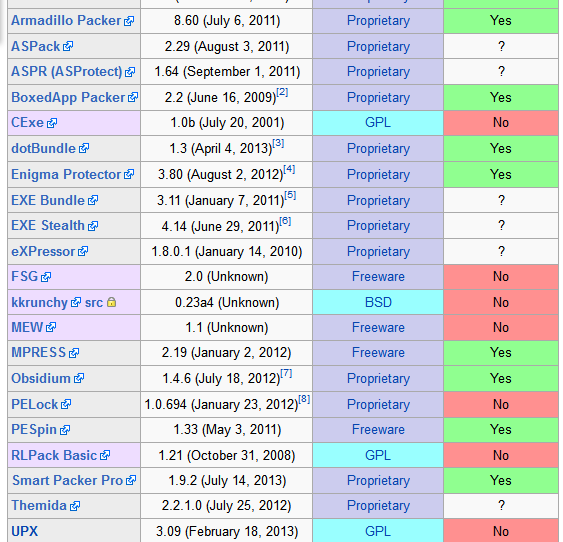 Armadillo Packer 8.60 (July 6, 2011) Proprietary Yes
ASPack 2.29 (August 3, 2011) Proprietary ?
ASPR (ASProtect) 1.64 (September 1, 2011) Proprietary ?
BoxedApp Packer 2.2 (June 16, 2009)[2] Proprietary Yes
CExe 1.0b (July 20, 2001) GPL No
dotBundle 1.3 (April 4, 2013)[3] Proprietary Yes
Enigma Protector 3.80 (August 2, 2012)[4] Proprietary Yes
EXE Bundle 3.11 (January 7, 2011)[5] Proprietary ?
EXE Stealth 4.14 (June 29, 2011)[6] Proprietary ?
eXPressor 1.8.0.1 (January 14, 2010) Proprietary ?
FSG 2.0 (Unknown) Freeware No
kkrunchy src 0.23a4 (Unknown) BSD No
MEW 1.1 (Unknown) Freeware No
MPRESS 2.19 (January 2, 2012) Freeware Yes
Obsidium 1.4.6 (July 18, 2012)[7] Proprietary Yes
PELock 1.0.694 (January 23, 2012)[8] Proprietary No
PESpin 1.33 (May 3, 2011) Freeware Yes
RLPack Basic 1.21 (October 31, 2008) GPL No
Smart Packer Pro 1.9.2 (July 14, 2013) Proprietary Yes
Themida 2.2.1.0 (July 25, 2012) Proprietary ?
UPX 3.09 (February 18, 2013) GPL No